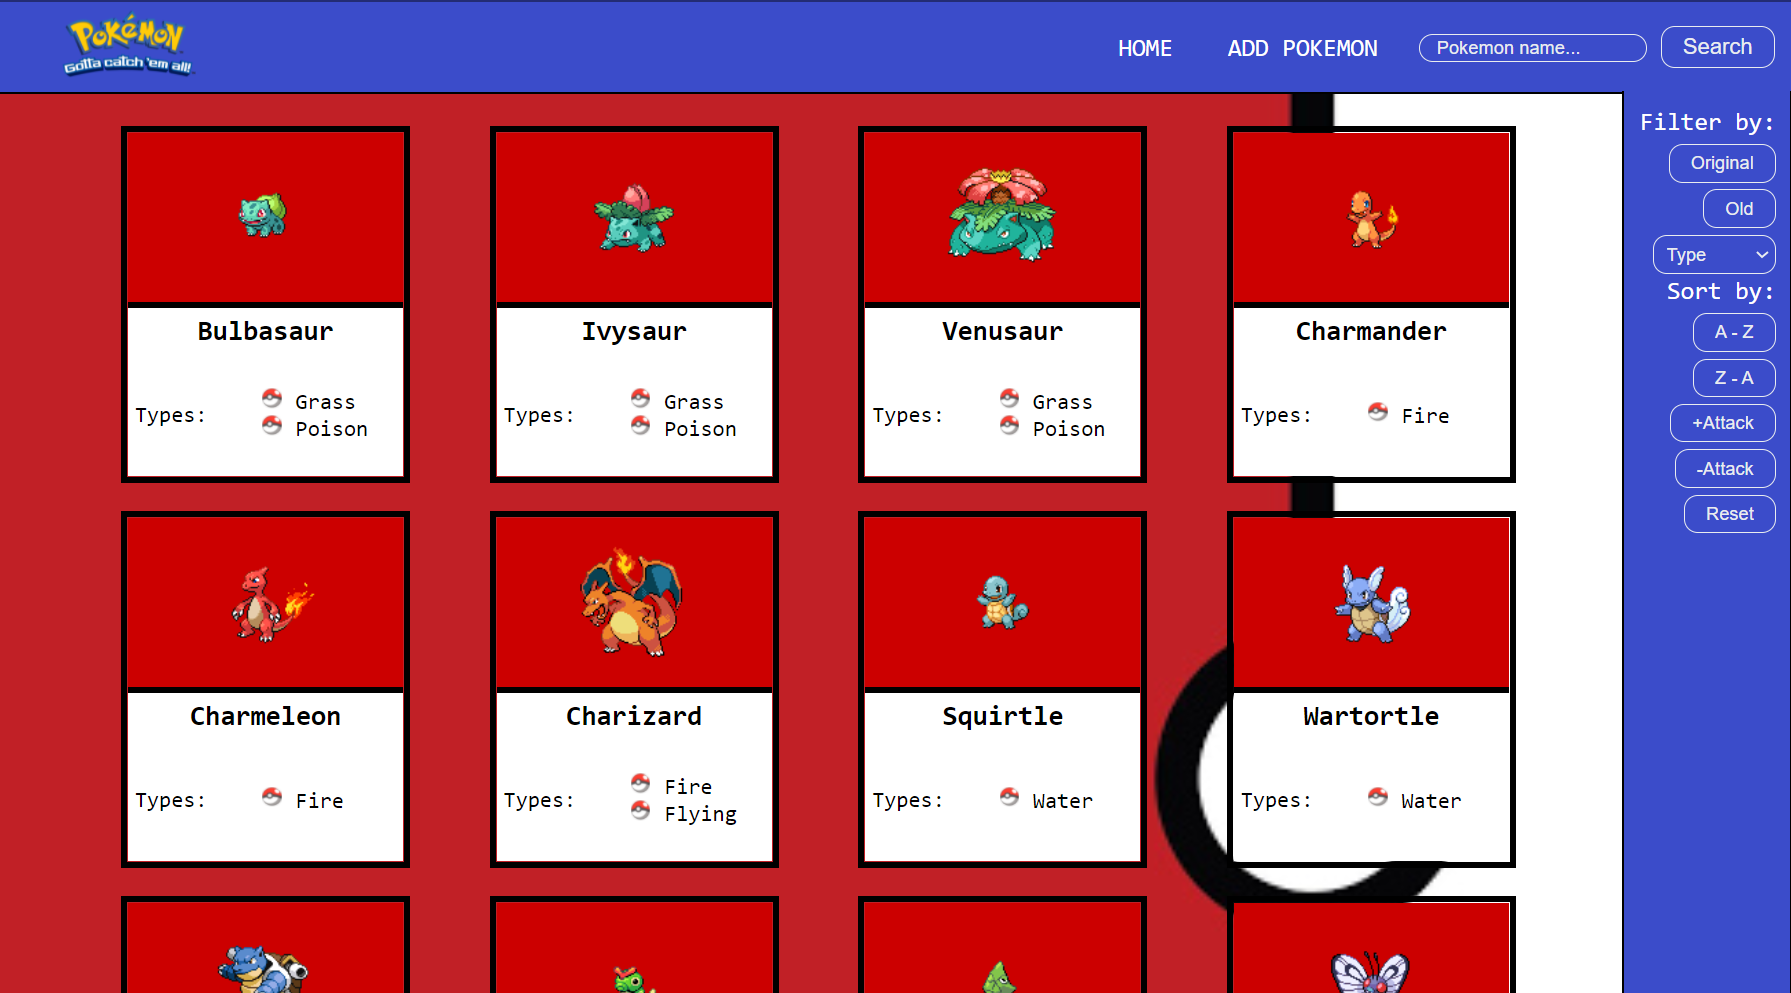 POKéMON
Gotta catch 'em all!
HOME
ADD POKEMON
Pokemon name...
Search
Filter by:
Original
Old
Type
Sort by:
A - Z
Z - A
+Attack
-Attack
Reset
Bulbasaur
Types:
Grass
Poison
Ivysaur
Types:
Grass
Poison
Venusaur
Types:
Grass
Poison
Charmander
Types:
Fire
Charmeleon
Types:
Fire
Charizard
Types:
Fire
Flying
Squirtle
Types:
Water
Wartortle
Types:
Water